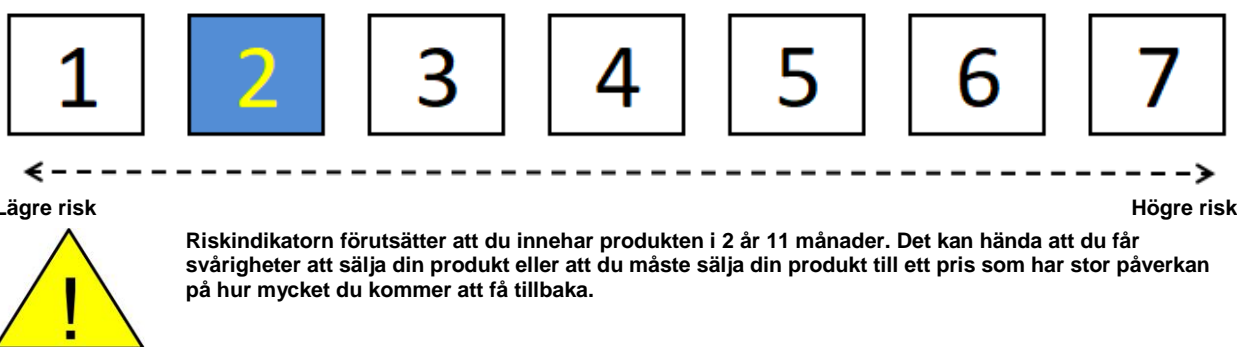 1 2 3 4 5 6 7
Lägre risk Högre risk
Riskindikatorn förutsätter att du innehar produkten i 2 år 11 månader. Det kan hända att du får
svårigheter att sälja din produkt eller att du måste sälja din produkt till ett pris som har stor påverkan
på hur mycket du kommer att få tillbaka.
!